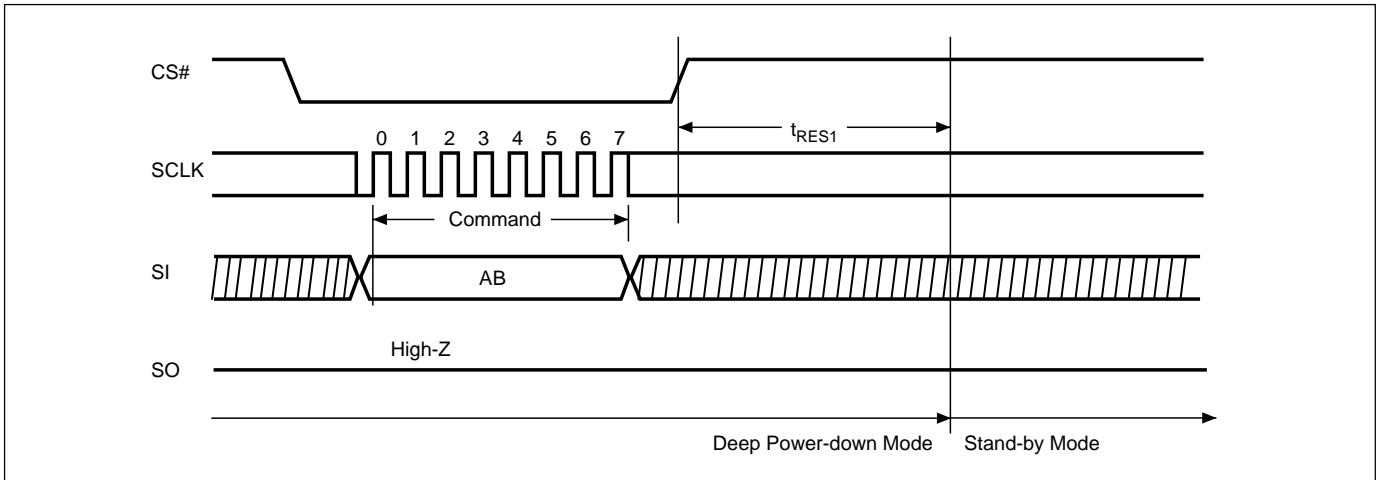 CS#
tRES1
0 1 2 3 4 5 6 7
SCLK
Command
SI
AB
High-Z
SO
Deep Power-down Mode
Stand-by Mode